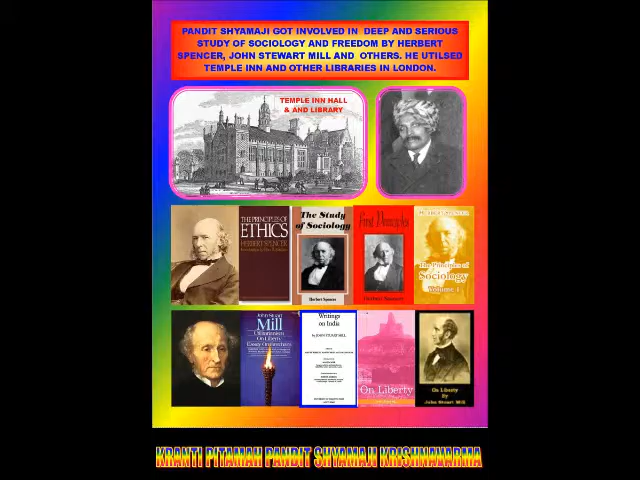 PANDIT SHYAMAJI GOT INVOLVED IN DEEP AND SERIOUS
STUDY OF SOCIOLOGY AND FREEDOM BY HERBERT
SPENCER, JOHN STEWART MILL AND OTHERS. HE UTILSED
TEMPLE INN AND OTHER LIBRARIES IN LONDON.
TEMPLE INN HALL
& AND LIBRARY
THE PRINCIPLES OF
ETHICS
HERBERT SPENCER
The Study
of Sociology
Herbert Spencer
First Principles
Herbert Spencer
HERBERT SPENCER
The Principles of
Sociology
Volume 1
John Stuart
Mill
Utilitarianism
On Liberty
Writings
on India
by JOHN STUART MILL
On Liberty
On Liberty
By
John Stuart Mill
KRANTI PITAMAH PANDIT SHYAMAJI KRISHNAVARMA